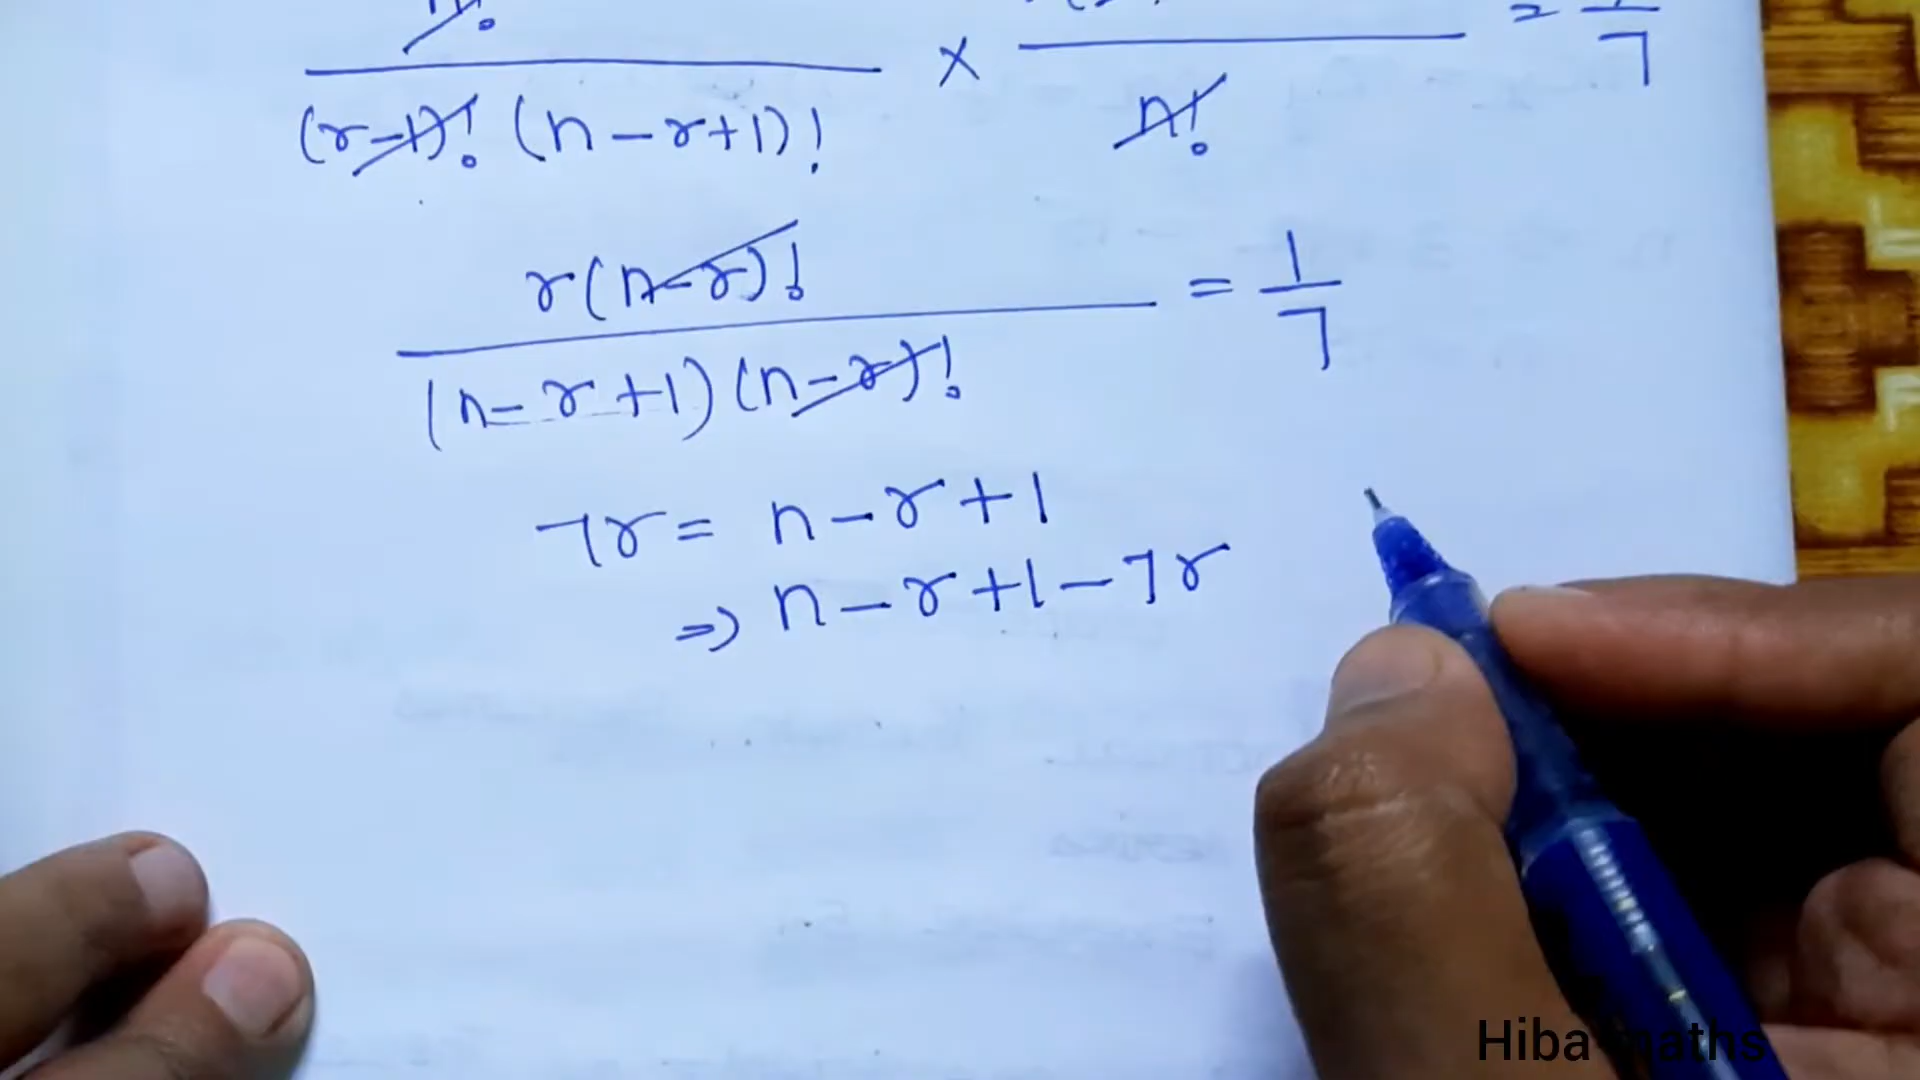 n! × = 1/7
(r-1)! (n-r+1)! n!
r(n-r)! = 1
(n-r+1)(n-r)! 7
7r = n-r+1
⇒ n-r+1-7r
Hiba maths